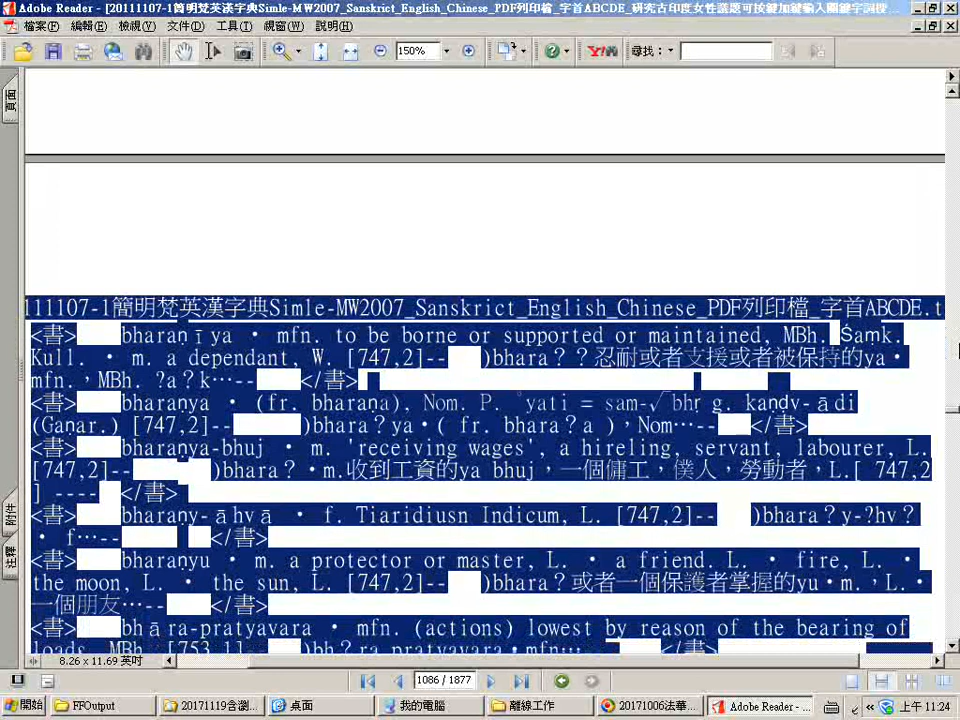 Adobe Reader - [20111107-1簡明梵英漢字典Simle-MW2007_Sanskrict_English_Chinese_PDF列印檔_字首ABCDE_研究古印度女性議題可按
檔案(F) 編輯(E) 檢視(V) 文件(D) 工具(T) 視窗(W) 說明(H)
150% Y! 尋找:
頁面
111107-1簡明梵英漢字典Simle-MW2007_Sanskrict_English_Chinese_PDF列印檔_字首ABCDE.t
<書> bharaṇīya · mfn. to be borne or supported or maintained, MBh. Śaṃk.
Kull. · m. a dependant, W. [747,2]-- )bhara??忍耐或者支援或者被保持的ya·
mfn.,MBh. ?a?k…-- </書>
<書> bharaṇya · (fr. bharaṇa), Nom. P. °yati = sam-√bhṛ g. kaṇḍv-ādi
(Gaṇar.) [747,2]-- )bhara?ya·( fr. bhara?a ),Nom…-- </書>
<書> bharaṇya-bhuj · m. 'receiving wages', a hireling, servant, labourer, L.
[747,2]-- )bhara?·m.收到工資的ya bhuj,一個傭工,僕人,勞動者,L.[ 747,2
] ---- </書>
<書> bharaṇy-āhvā · f. Tiaridiusn Indicum, L. [747,2]-- )bhara?y-?hv?
· f…-- </書>
<書> bharaṇyu · m. a protector or master, L. · a friend. L. · fire, L. ·
the moon, L. · the sun, L. [747,2]-- )bhara?或者一個保護者掌握的yu·m.,L.·
一個朋友…-- </書>
<書> bhāra-pratyavara · mfn. (actions) lowest by reason of the bearing of
loads, MBh. [753,1]-- )bh?ra pratyavara·mfn… </書>
附件
注釋
8.26 x 11.69 英吋
1086 / 1877
開始 FFOutput 20171119含瀏... 桌面 我的電腦 離線工作 20171006法華... Adobe Reader - ... 上午 11:24